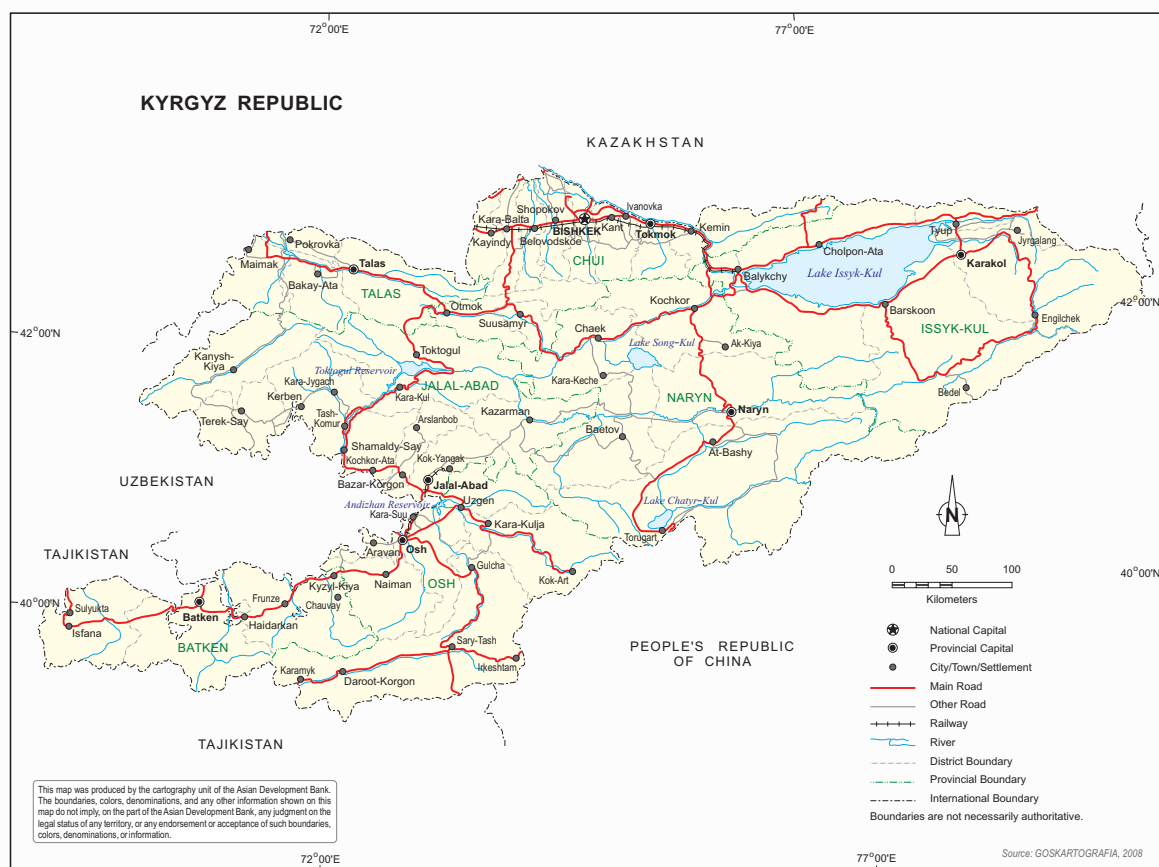 72°00'E
77°00'E
KYRGYZ REPUBLIC
KAZAKHSTAN
Ivanovka
Shopokov
Kara-Balta
BISHKEK
Kant
Tokmok
Kemin
Kayindy
Belovodskoe
CHUI
Tyup
Jyrgalang
Cholpon-Ata
Karakol
Lake Issyk-Kul
Balykchy
Pokrovka
Maimak
Talas
Bakay-Ata
TALAS
Otmok
Suusamyr
Kochkor
Barskoon
ISSYK-KUL
Engilchek
42°00'N
42°00'N
Chaek
Lake Song-Kul
Ak-Kiya
Toktogul
Kanysh-
Kiya
Toktogul Reservoir
Kara-Jygach
JALAL-ABAD
Kara-Kul
Kara-Keche
Bedel
Kerben
NARYN
Naryn
Terek-Say
Tash-
Komur
Arslanbob
Kazarman
Baetov
At-Bashy
Shamaldy-Say
Kok-Yangak
Kochkor-Ata
Bazar-Korgon
Jalal-Abad
UZBEKISTAN
Andizhan Reservoir
Uzgen
Lake Chatyr-Kul
Kara-Suu
Kara-Kulja
Torugart
N
TAJIKISTAN
Aravan
Osh
Gulcha
Kok-Art
Kyzyl-Kiya
Naiman
OSH
40°00'N
40°00'N
0 50 100
Kilometers
Frunze
Chauvay
Sulyukta
Batken
Haidarkan
Isfana
BATKEN
Sary-Tash
Irkeshtam
Karamyk
Daroot-Korgon
PEOPLE'S REPUBLIC
OF CHINA
TAJIKISTAN
National Capital
Provincial Capital
City/Town/Settlement
Main Road
Other Road
Railway
River
District Boundary
Provincial Boundary
International Boundary
Boundaries are not necessarily authoritative.
This map was produced by the cartography unit of the Asian Development Bank.
The boundaries, colors, denominations, and any other information shown on this
map do not imply, on the part of the Asian Development Bank, any judgment on the
legal status of any territory, or any endorsement or acceptance of such boundaries,
colors, denominations, or information.
72°00'E
77°00'E
Source: GOSKARTOGRAFIA, 2008